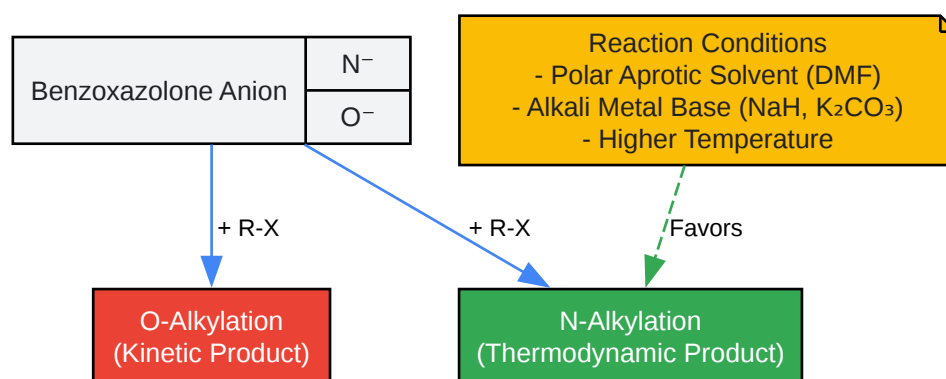 Benzoxazolone Anion
N⁻
O⁻
Reaction Conditions
- Polar Aprotic Solvent (DMF)
- Alkali Metal Base (NaH, K₂CO₃)
- Higher Temperature
+ R-X
+ R-X
Favors
O-Alkylation
(Kinetic Product)
N-Alkylation
(Thermodynamic Product)